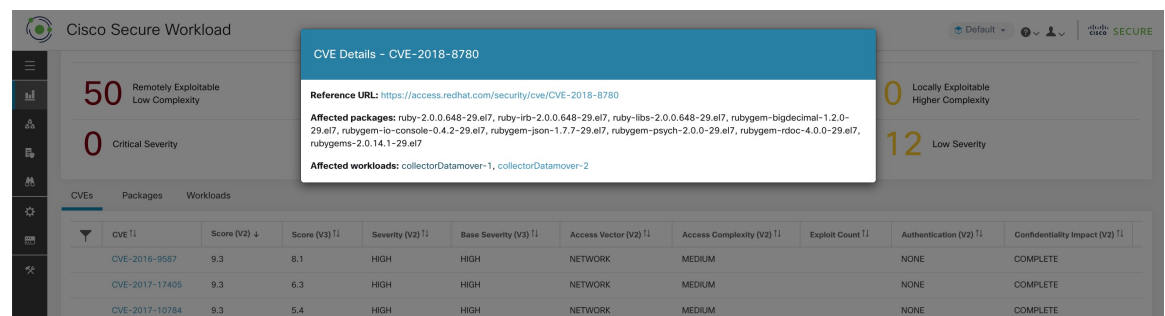 Cisco Secure Workload
Default
cisco SECURE
CVE Details - CVE-2018-8780
Reference URL: https://access.redhat.com/security/cve/CVE-2018-8780
Affected packages: ruby-2.0.0.648-29.el7, ruby-irb-2.0.0.648-29.el7, ruby-libs-2.0.0.648-29.el7, rubygem-bigdecimal-1.2.0-
29.el7, rubygem-io-console-0.4.2-29.el7, rubygem-json-1.7.7-29.el7, rubygem-psych-2.0.0-29.el7, rubygem-rdoc-4.0.0-29.el7,
rubygems-2.0.14.1-29.el7
Affected workloads: collectorDatamover-1, collectorDatamover-2
50 Remotely Exploitable
Low Complexity
0 Locally Exploitable
Higher Complexity
0 Critical Severity
12 Low Severity
CVEs Packages Workloads
CVE Score (V2) Score (V3) Severity (V2) Base Severity (V3) Access Vector (V2) Access Complexity (V2) Exploit Count Authentication (V2) Confidentiality Impact (V2)
CVE-2016-9587 9.3 8.1 HIGH HIGH NETWORK MEDIUM NONE COMPLETE
CVE-2017-17405 9.3 6.3 HIGH HIGH NETWORK MEDIUM NONE COMPLETE
CVE-2017-10784 9.3 5.4 HIGH HIGH NETWORK MEDIUM NONE COMPLETE